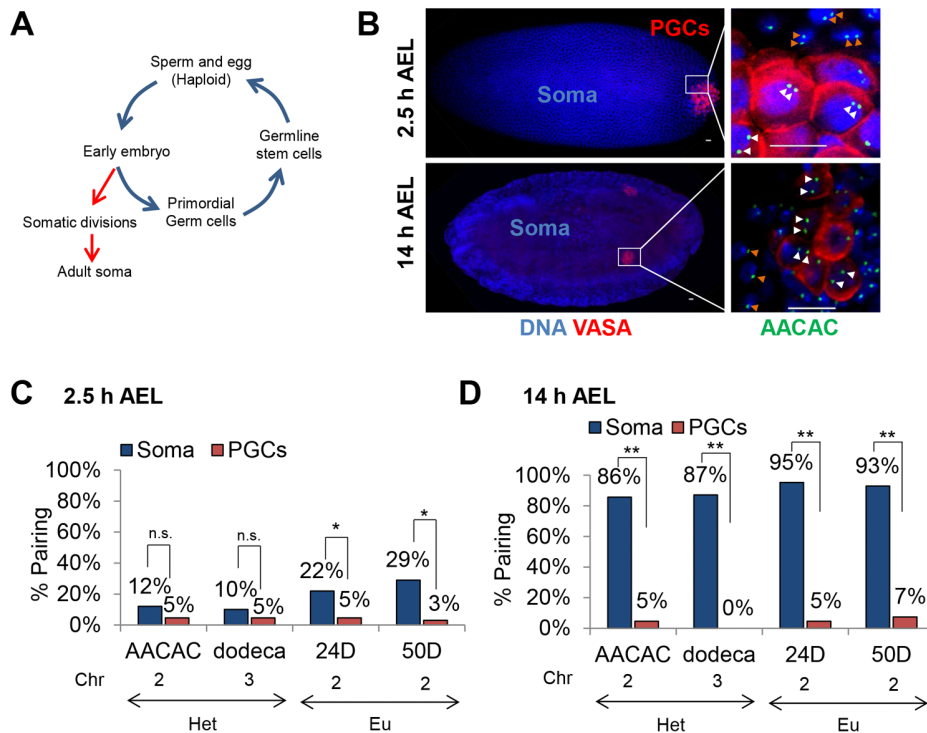 A
Sperm and egg
(Haploid)
Early embryo
Germline
stem cells
Somatic divisions
Primordial
Germ cells
Adult soma
B
2.5 h AEL
PGCs
Soma
14 h AEL
Soma
DNA VASA
AACAC
C 2.5 h AEL
Soma PGCs
% Pairing
100%
80%
60%
40%
20%
0%
n.s.
n.s.
*
*
12%
5%
10%
5%
22%
5%
29%
3%
AACAC dodeca 24D 50D
Chr 2 3 2 2
Het Eu
D 14 h AEL
Soma PGCs
% Pairing
100%
80%
60%
40%
20%
0%
**
**
**
**
86%
5%
87%
0%
95%
5%
93%
7%
AACAC dodeca 24D 50D
Chr 2 3 2 2
Het Eu